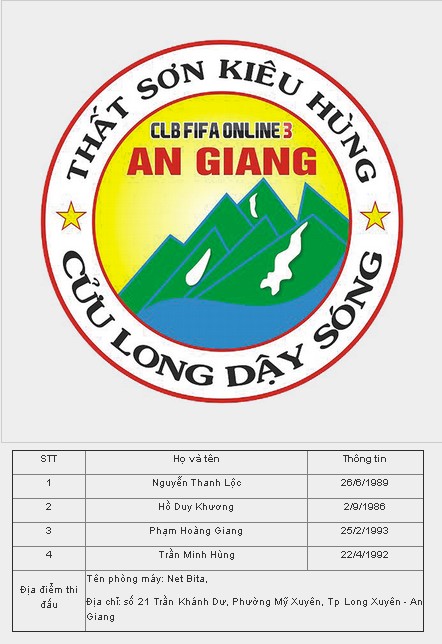 THẤT SƠN KIÊU HÙNG
CLB FIFA ONLINE 3
AN GIANG
CỬU LONG DẬY SÓNG
STT Họ và tên Thông tin
1 Nguyễn Thanh Lộc 26/6/1989
2 Hồ Duy Khương 2/9/1986
3 Phạm Hoàng Giang 25/2/1993
4 Trần Minh Hùng 22/4/1992
Địa điểm thi
đấu
Tên phòng máy: Net Bita,
Địa chỉ: số 21 Trần Khánh Dư, Phường Mỹ Xuyên, Tp Long Xuyên - An
Giang